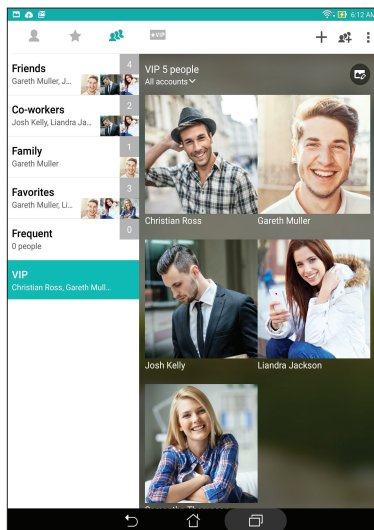 6:12 AM
VIP
Friends
4
Gareth Muller, J...
Co-workers
2
Josh Kelly, Liandra Ja...
Family
1
Gareth Muller
Favorites
3
Gareth Muller, Li...
Frequent
0
0 people
VIP
Christian Ross, Gareth Mull...
VIP 5 people
All accounts
Christian Ross
Gareth Muller
Josh Kelly
Liandra Jackson